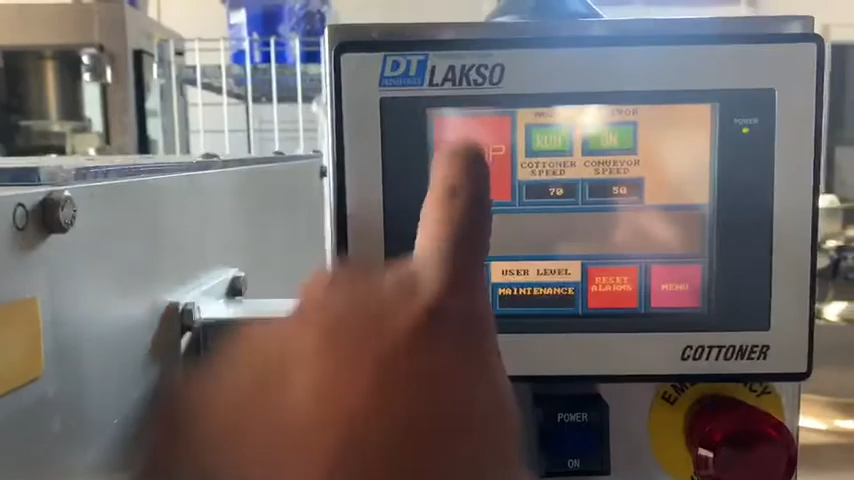 DT
LAKSO
POWER
RUN
ON
COTTONER
SPEED
CONVEYOR
SPEED
70
50
USER LEVEL
MAINTENANCE
RESET
ALARMS
MENU
COTTONER
POWER
ON